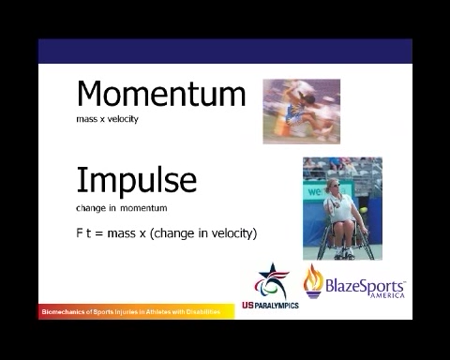 Momentum
mass x velocity
Impulse
change in momentum
F t = mass x (change in velocity)
Biomechanics of Sports Injuries in Athletes with Disabilities
US PARALYMPICS
BlazeSports
AMERICA